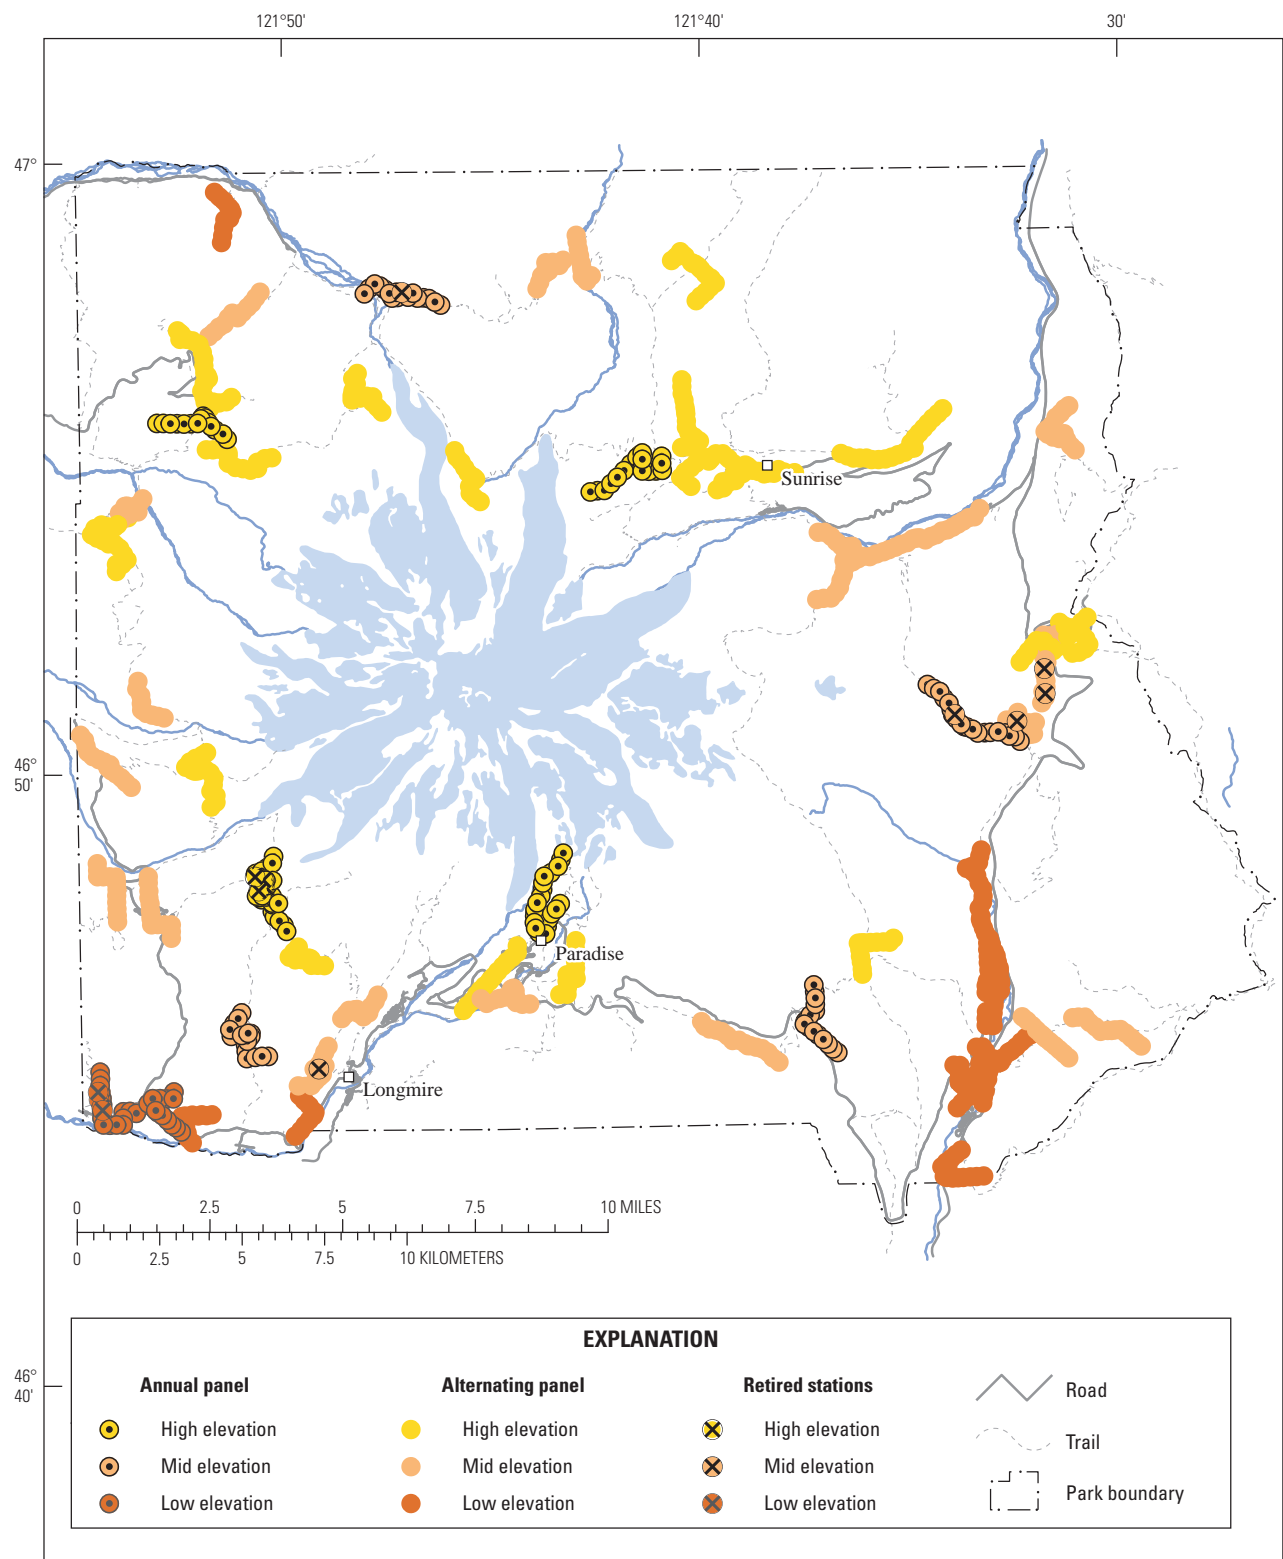 121°50'
121°40'
30'
47°
Sunrise
46°
50'
Paradise
Longmire
0 2.5 5 7.5 10 MILES
0 2.5 5 7.5 10 KILOMETERS
46°
40'
EXPLANATION
Annual panel
High elevation
Mid elevation
Low elevation
Alternating panel
High elevation
Mid elevation
Low elevation
Retired stations
High elevation
Mid elevation
Low elevation
Road
Trail
Park boundary